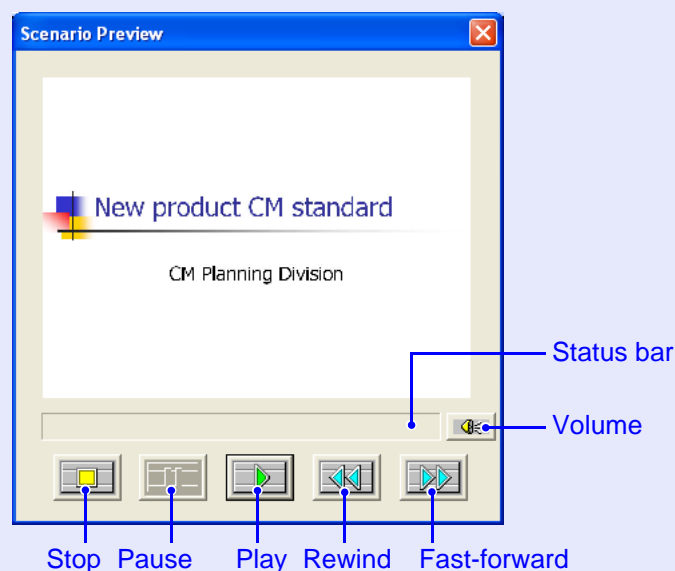 Scenario Preview
New product CM standard
CM Planning Division
Status bar
Volume
Stop Pause Play Rewind Fast-forward